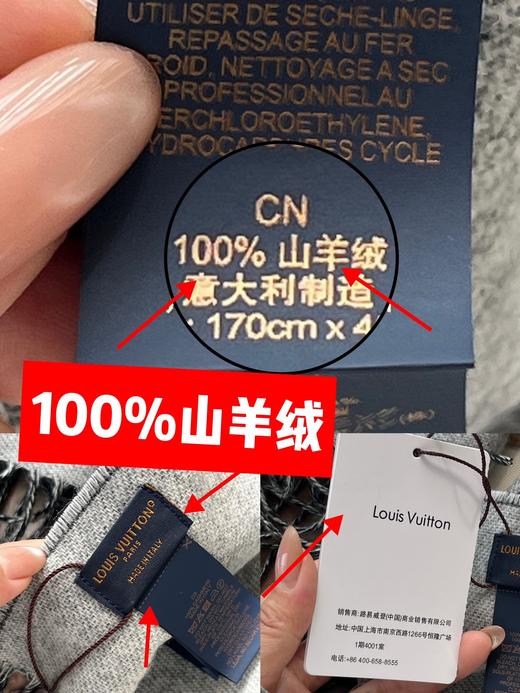 UTILISER DE SECHE-LINGE,
REPASSAGE AU FER
ROID, NETTOYAGE A SEC
PROFESSIONNEL AU
ERCHLOROETHYLENE,
YDROCARBURES CYCLE
CN
100% 山羊绒
意大利制造
170cm x 4
100%山羊绒
LOUIS VUITTON
PARIS
MADE IN ITALY
Louis Vuitton
销售商：路易威登(中国)商业销售有限公司
地址：中国上海市南京西路1266号恒隆广场
1期4001室
电话：+86 400-658-8555